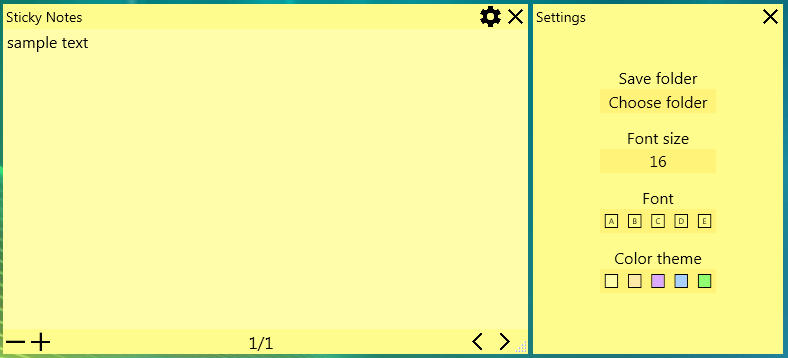 Sticky Notes
sample text
1/1
Settings
Save folder
Choose folder
Font size
16
Font
A B C D E
Color theme